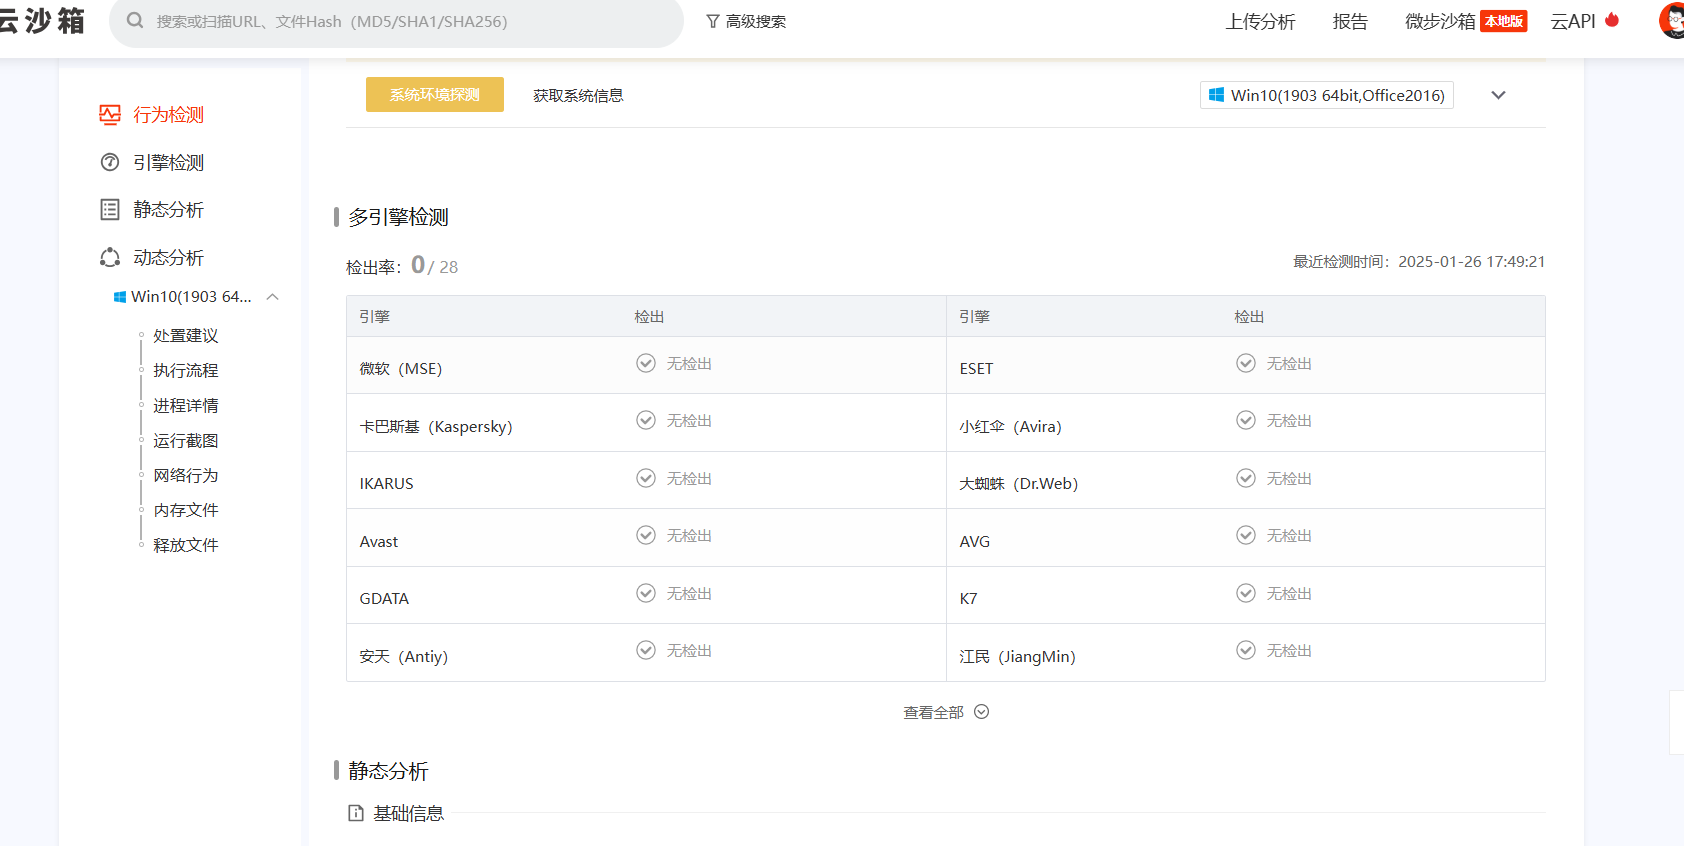 云沙箱
搜索或扫描URL、文件Hash（MD5/SHA1/SHA256）
高级搜索
上传分析
报告
微步沙箱 本地版
云API
行为检测
引擎检测
静态分析
动态分析
Win10(1903 64...
处置建议
执行流程
进程详情
运行截图
网络行为
内存文件
释放文件
系统环境探测
获取系统信息
Win10(1903 64bit,Office2016)
多引擎检测
检出率：0 / 28
最近检测时间：2025-01-26 17:49:21
引擎 检出 引擎 检出
微软（MSE） 无检出 ESET 无检出
卡巴斯基（Kaspersky） 无检出 小红伞（Avira） 无检出
IKARUS 无检出 大蜘蛛（Dr.Web） 无检出
Avast 无检出 AVG 无检出
GDATA 无检出 K7 无检出
安天（Antiy） 无检出 江民（JiangMin） 无检出
查看全部
静态分析
基础信息